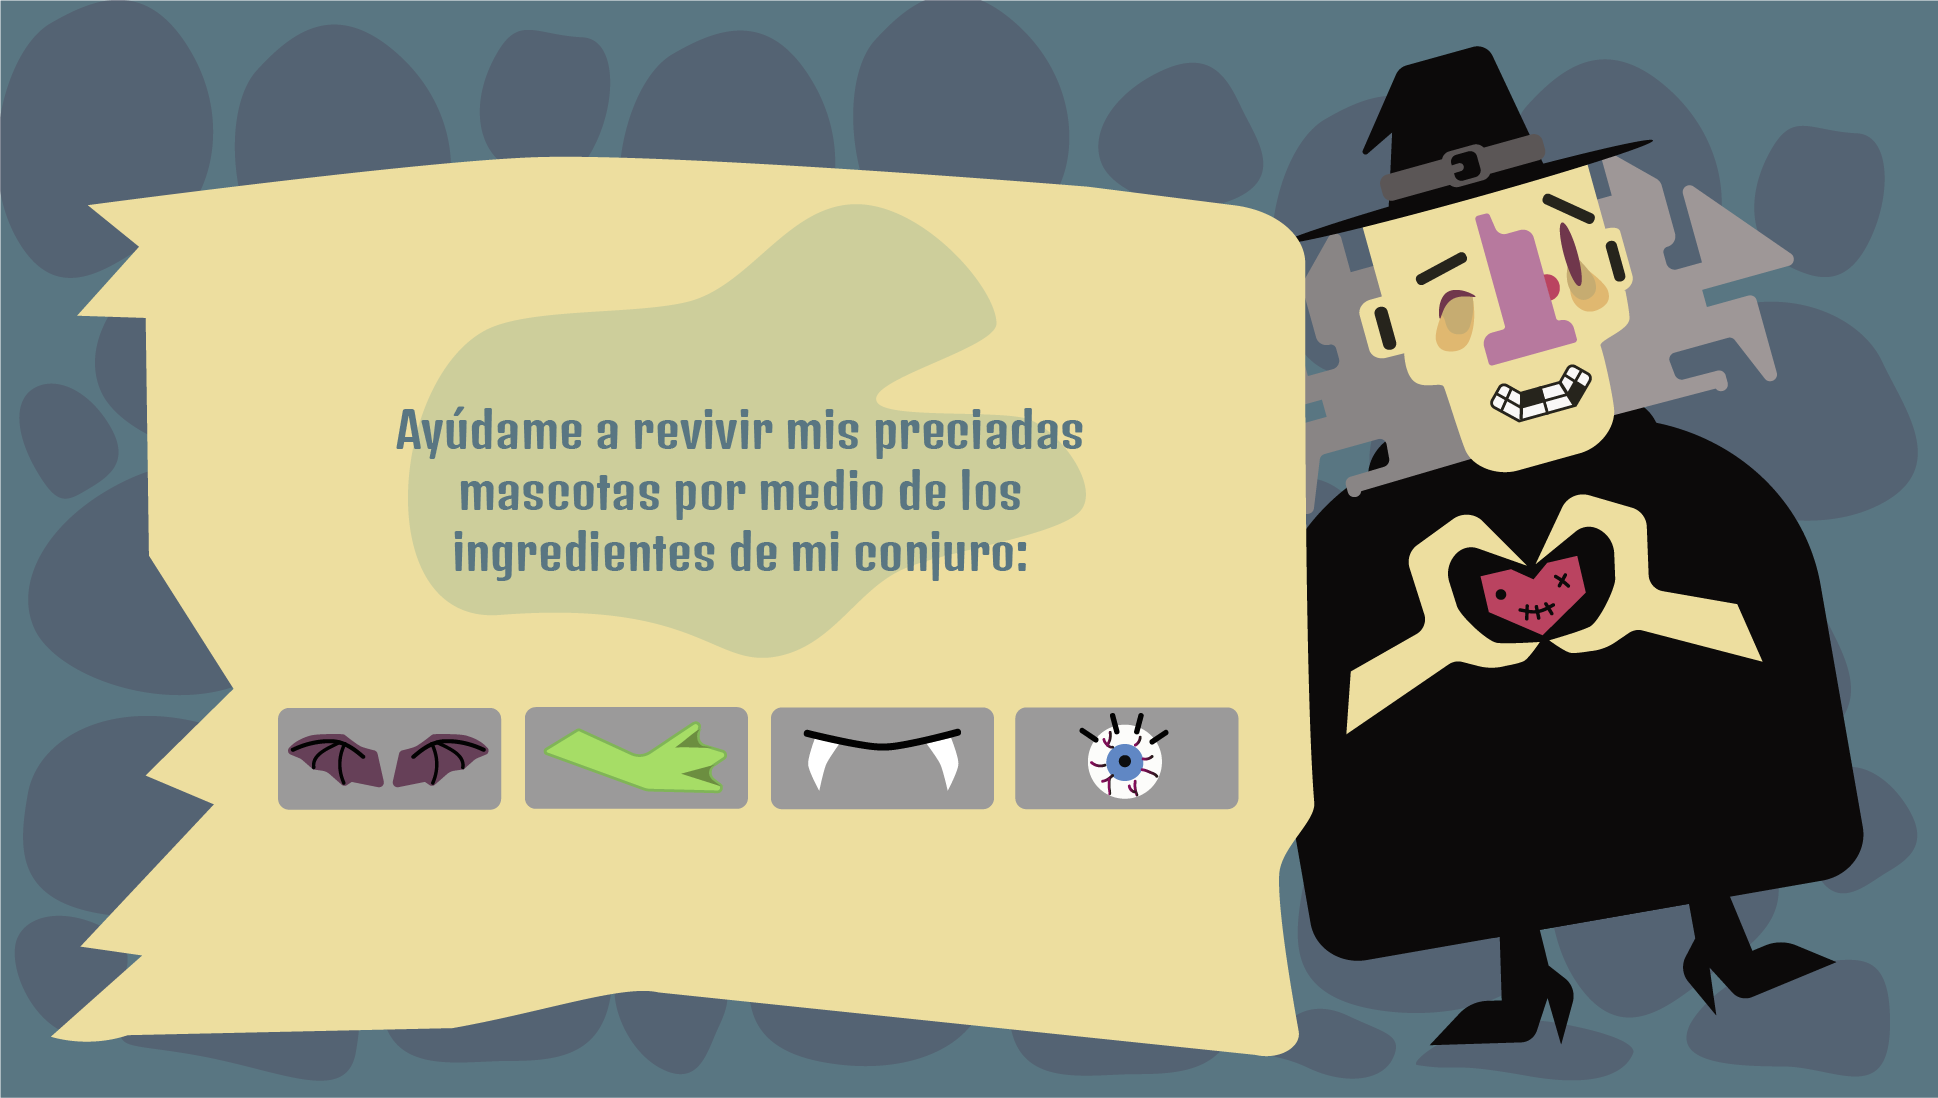 Ayúdame a revivir mis preciadas
mascotas por medio de los
ingredientes de mi conjuro: